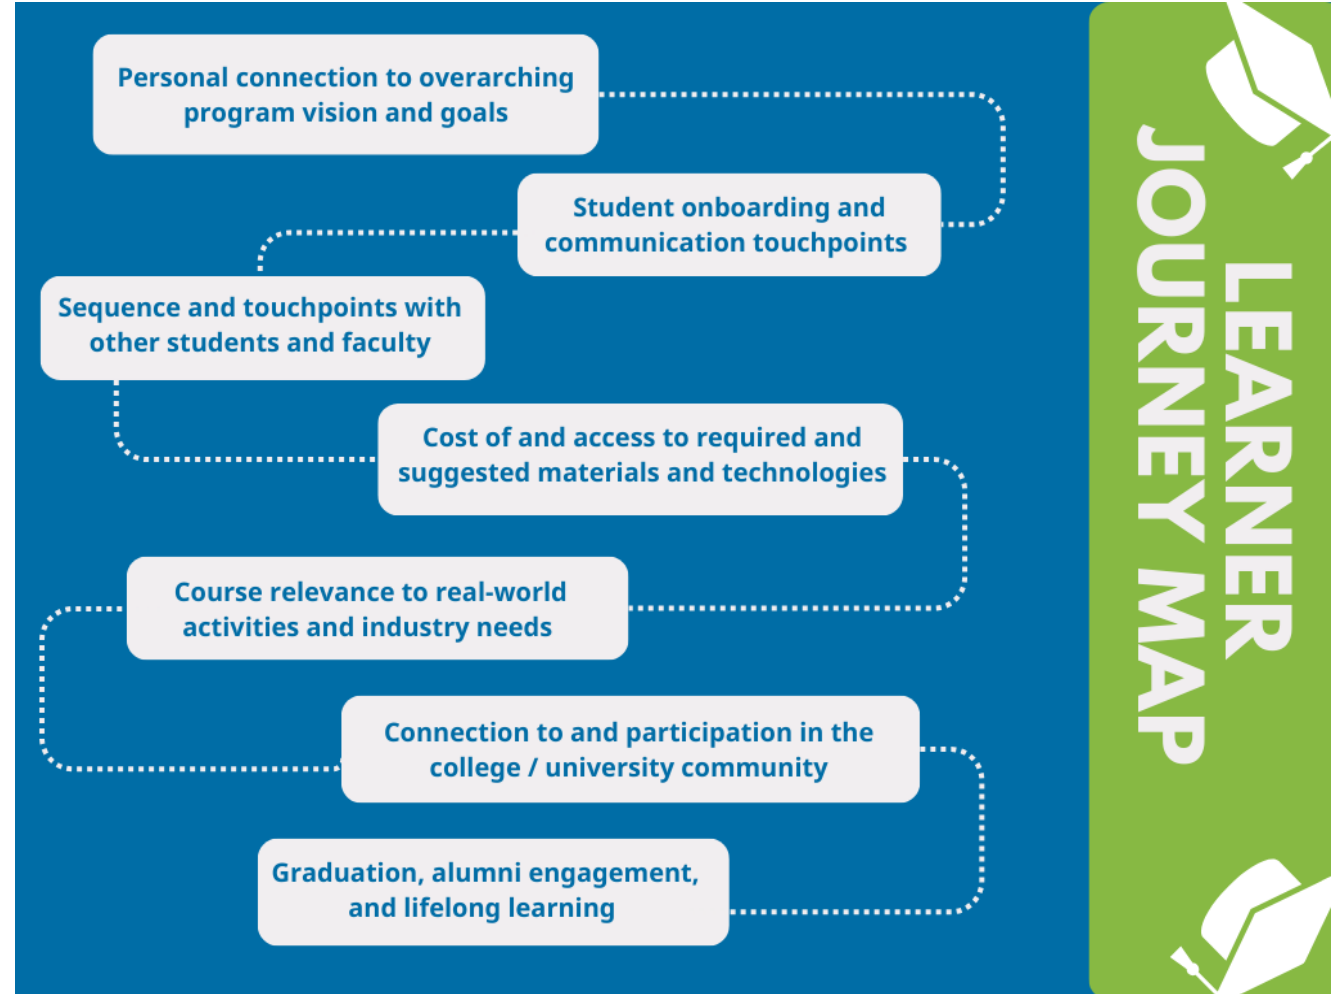 Personal connection to overarching
program vision and goals
Student onboarding and
communication touchpoints
Sequence and touchpoints with
other students and faculty
Cost of and access to required and
suggested materials and technologies
Course relevance to real-world
activities and industry needs
Connection to and participation in the
college / university community
Graduation, alumni engagement,
and lifelong learning
LEARNER
JOURNEY MAP